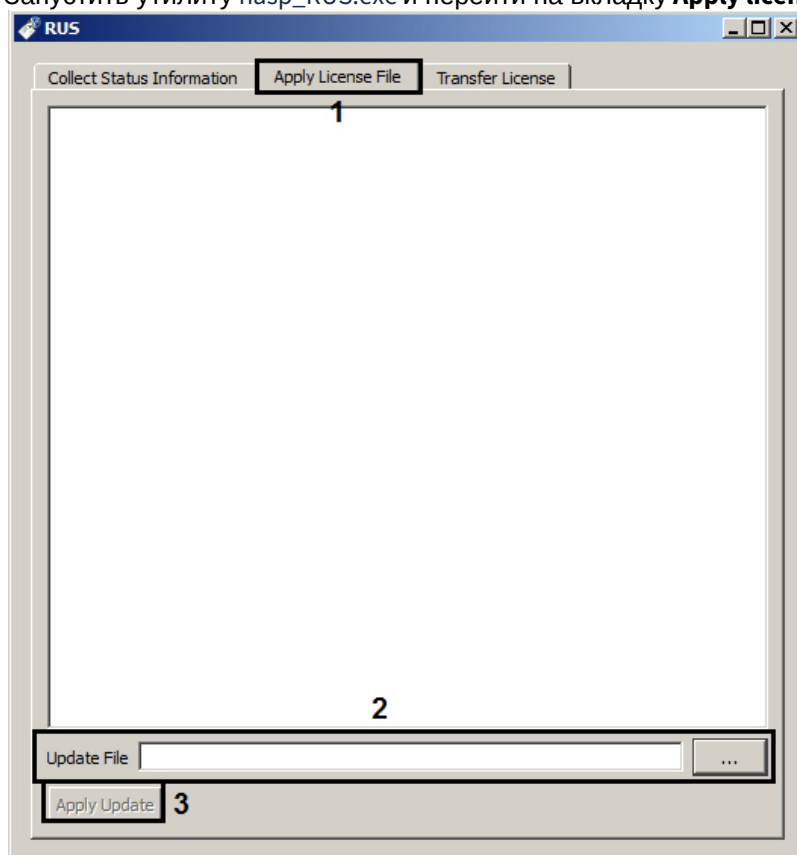 Запустить утилиту hasp_RUS.exe и перейти на вкладку Apply
RUS
Collect Status Information Apply License File Transfer License
1
2
Update File ...
Apply Update 3